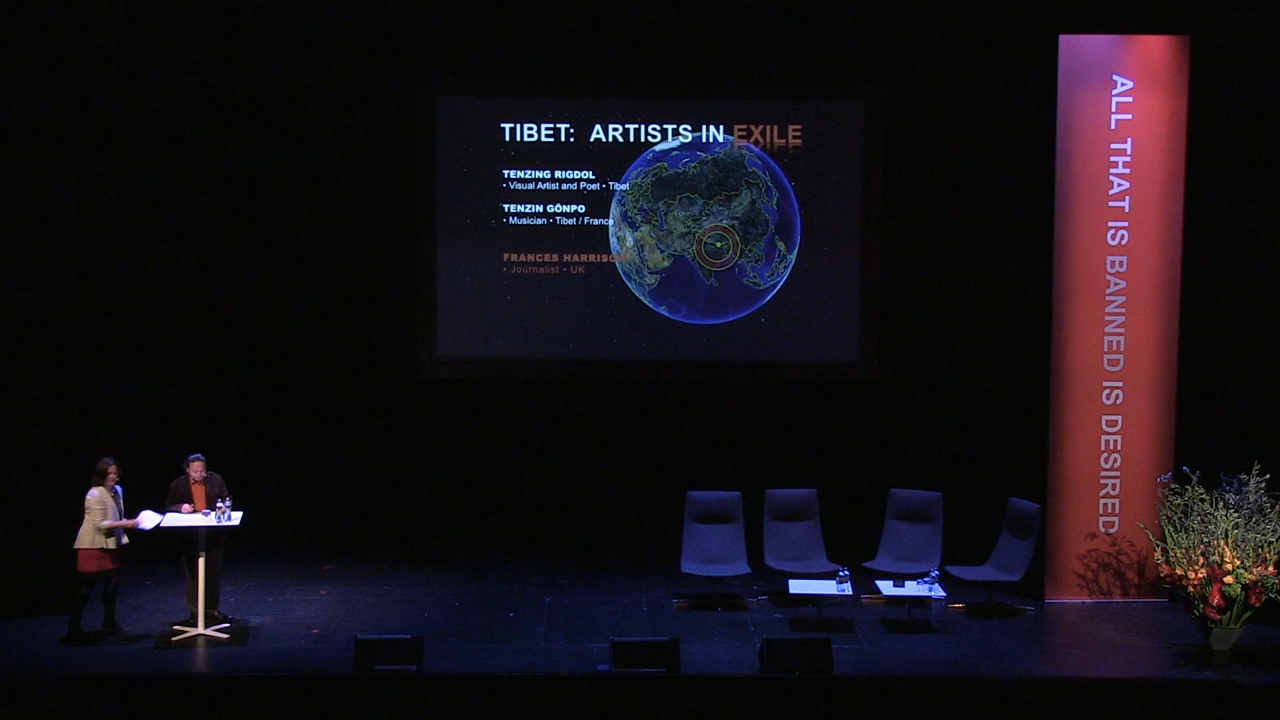 TIBET: ARTISTS IN EXILE
TENZING RIGDOL
• Visual Artist and Poet • Tibet
TENZIN GÖNPO
• Musician • Tibet / France
FRANCES HARRISON
• Journalist • UK
ALL THAT IS BANNED IS DESIRED